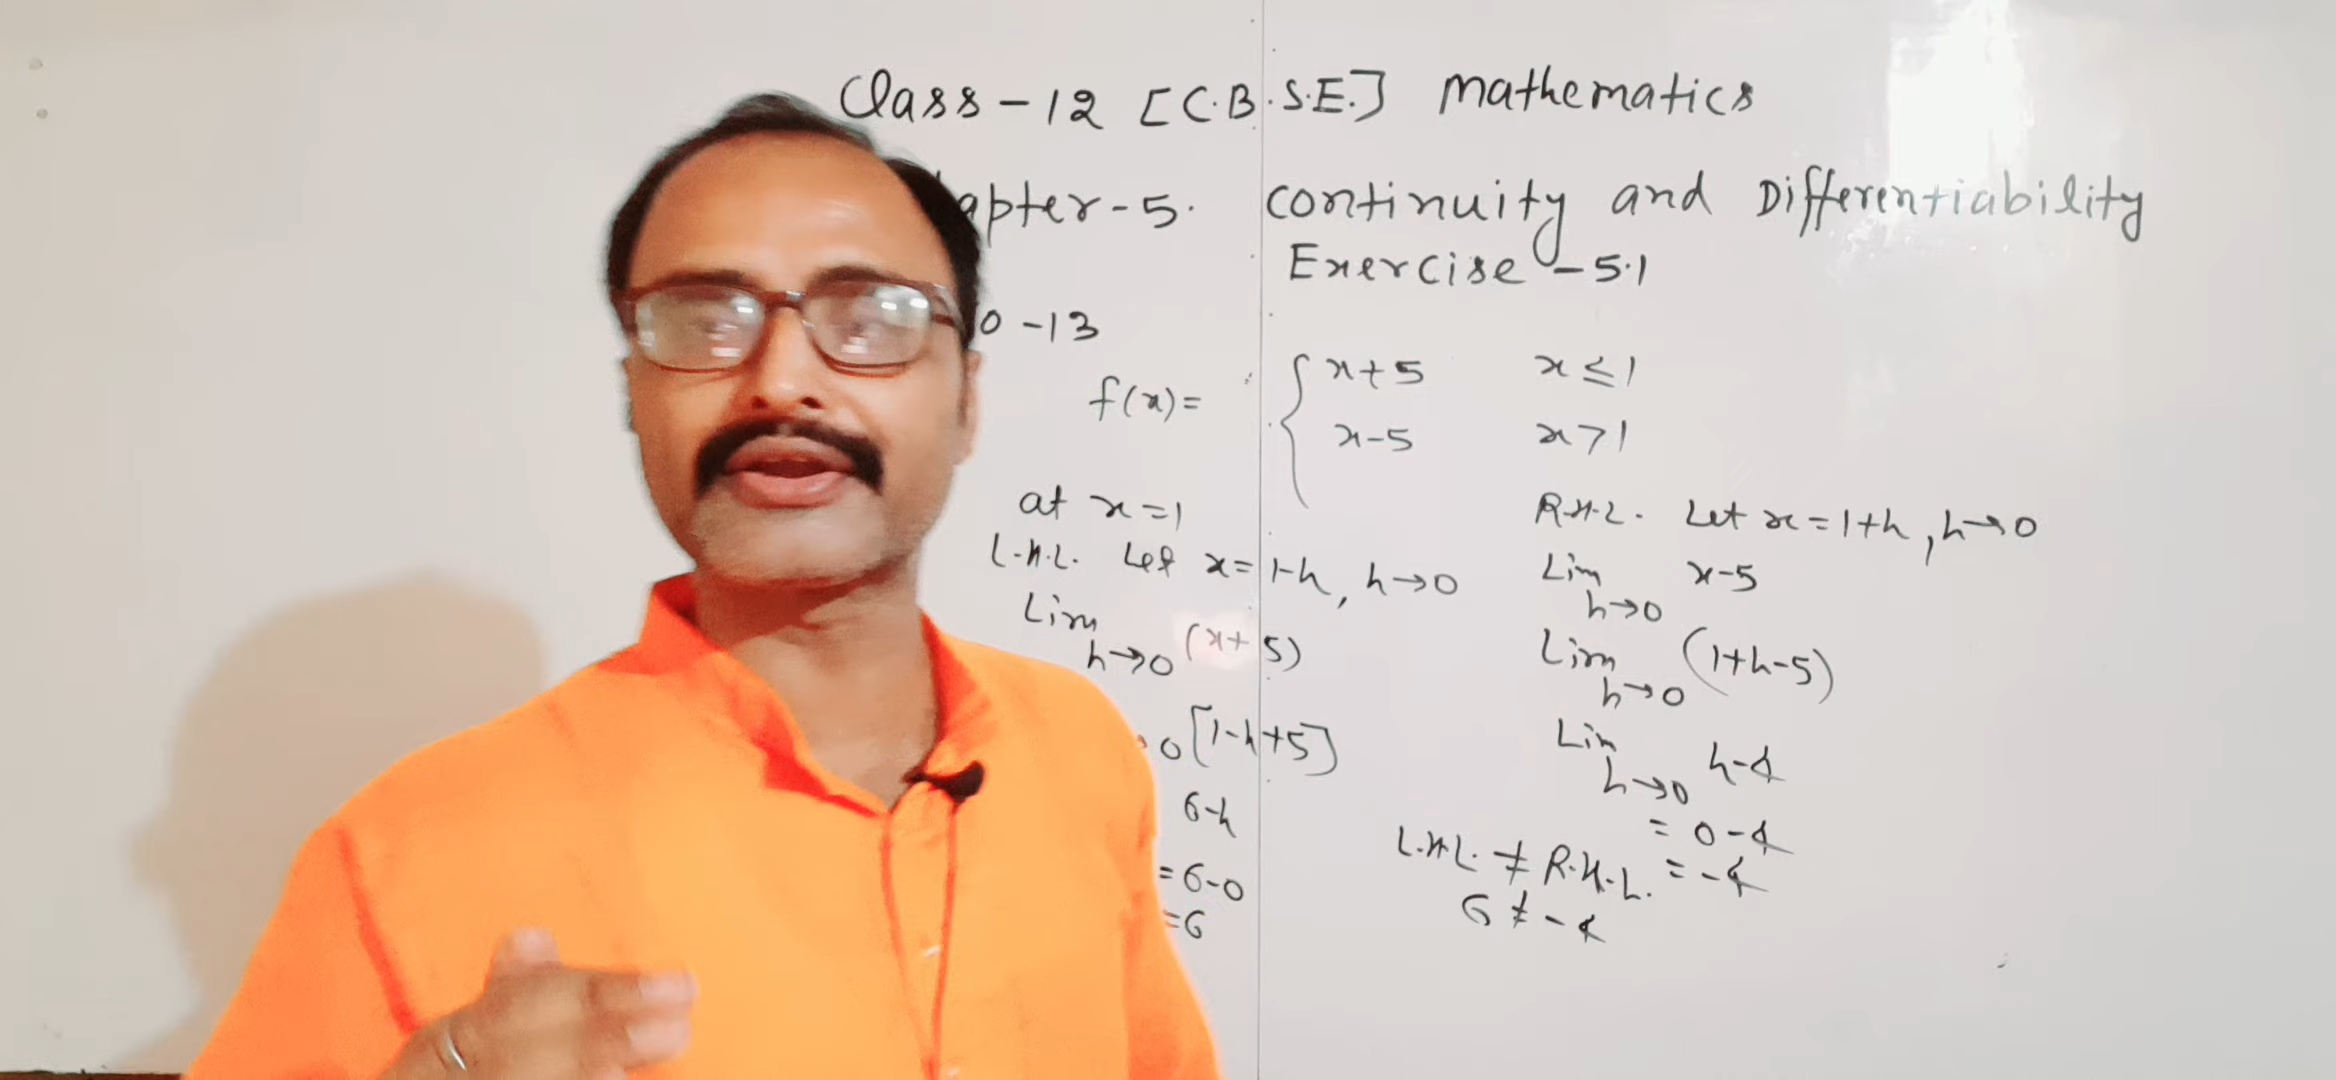 Class-12 [C.B.S.E.] Mathematics
apter-5. Continuity and Differentiability
Exercise-5.1
0-13
f(x)= { x+5 x≤1
x-5 x>1
at x=1
L.H.L. Let x=1-h, h→0
Lim h→0 (x+5)
0 [1-h+5]
6-h
=6-0
=6
R.H.L. Let x=1+h, h→0
Lim h→0 x-5
Lim h→0 (1+h-5)
Lim h→0 h-4
= 0-4
= -4
L.H.L. ≠ R.H.L.
6 ≠ -4